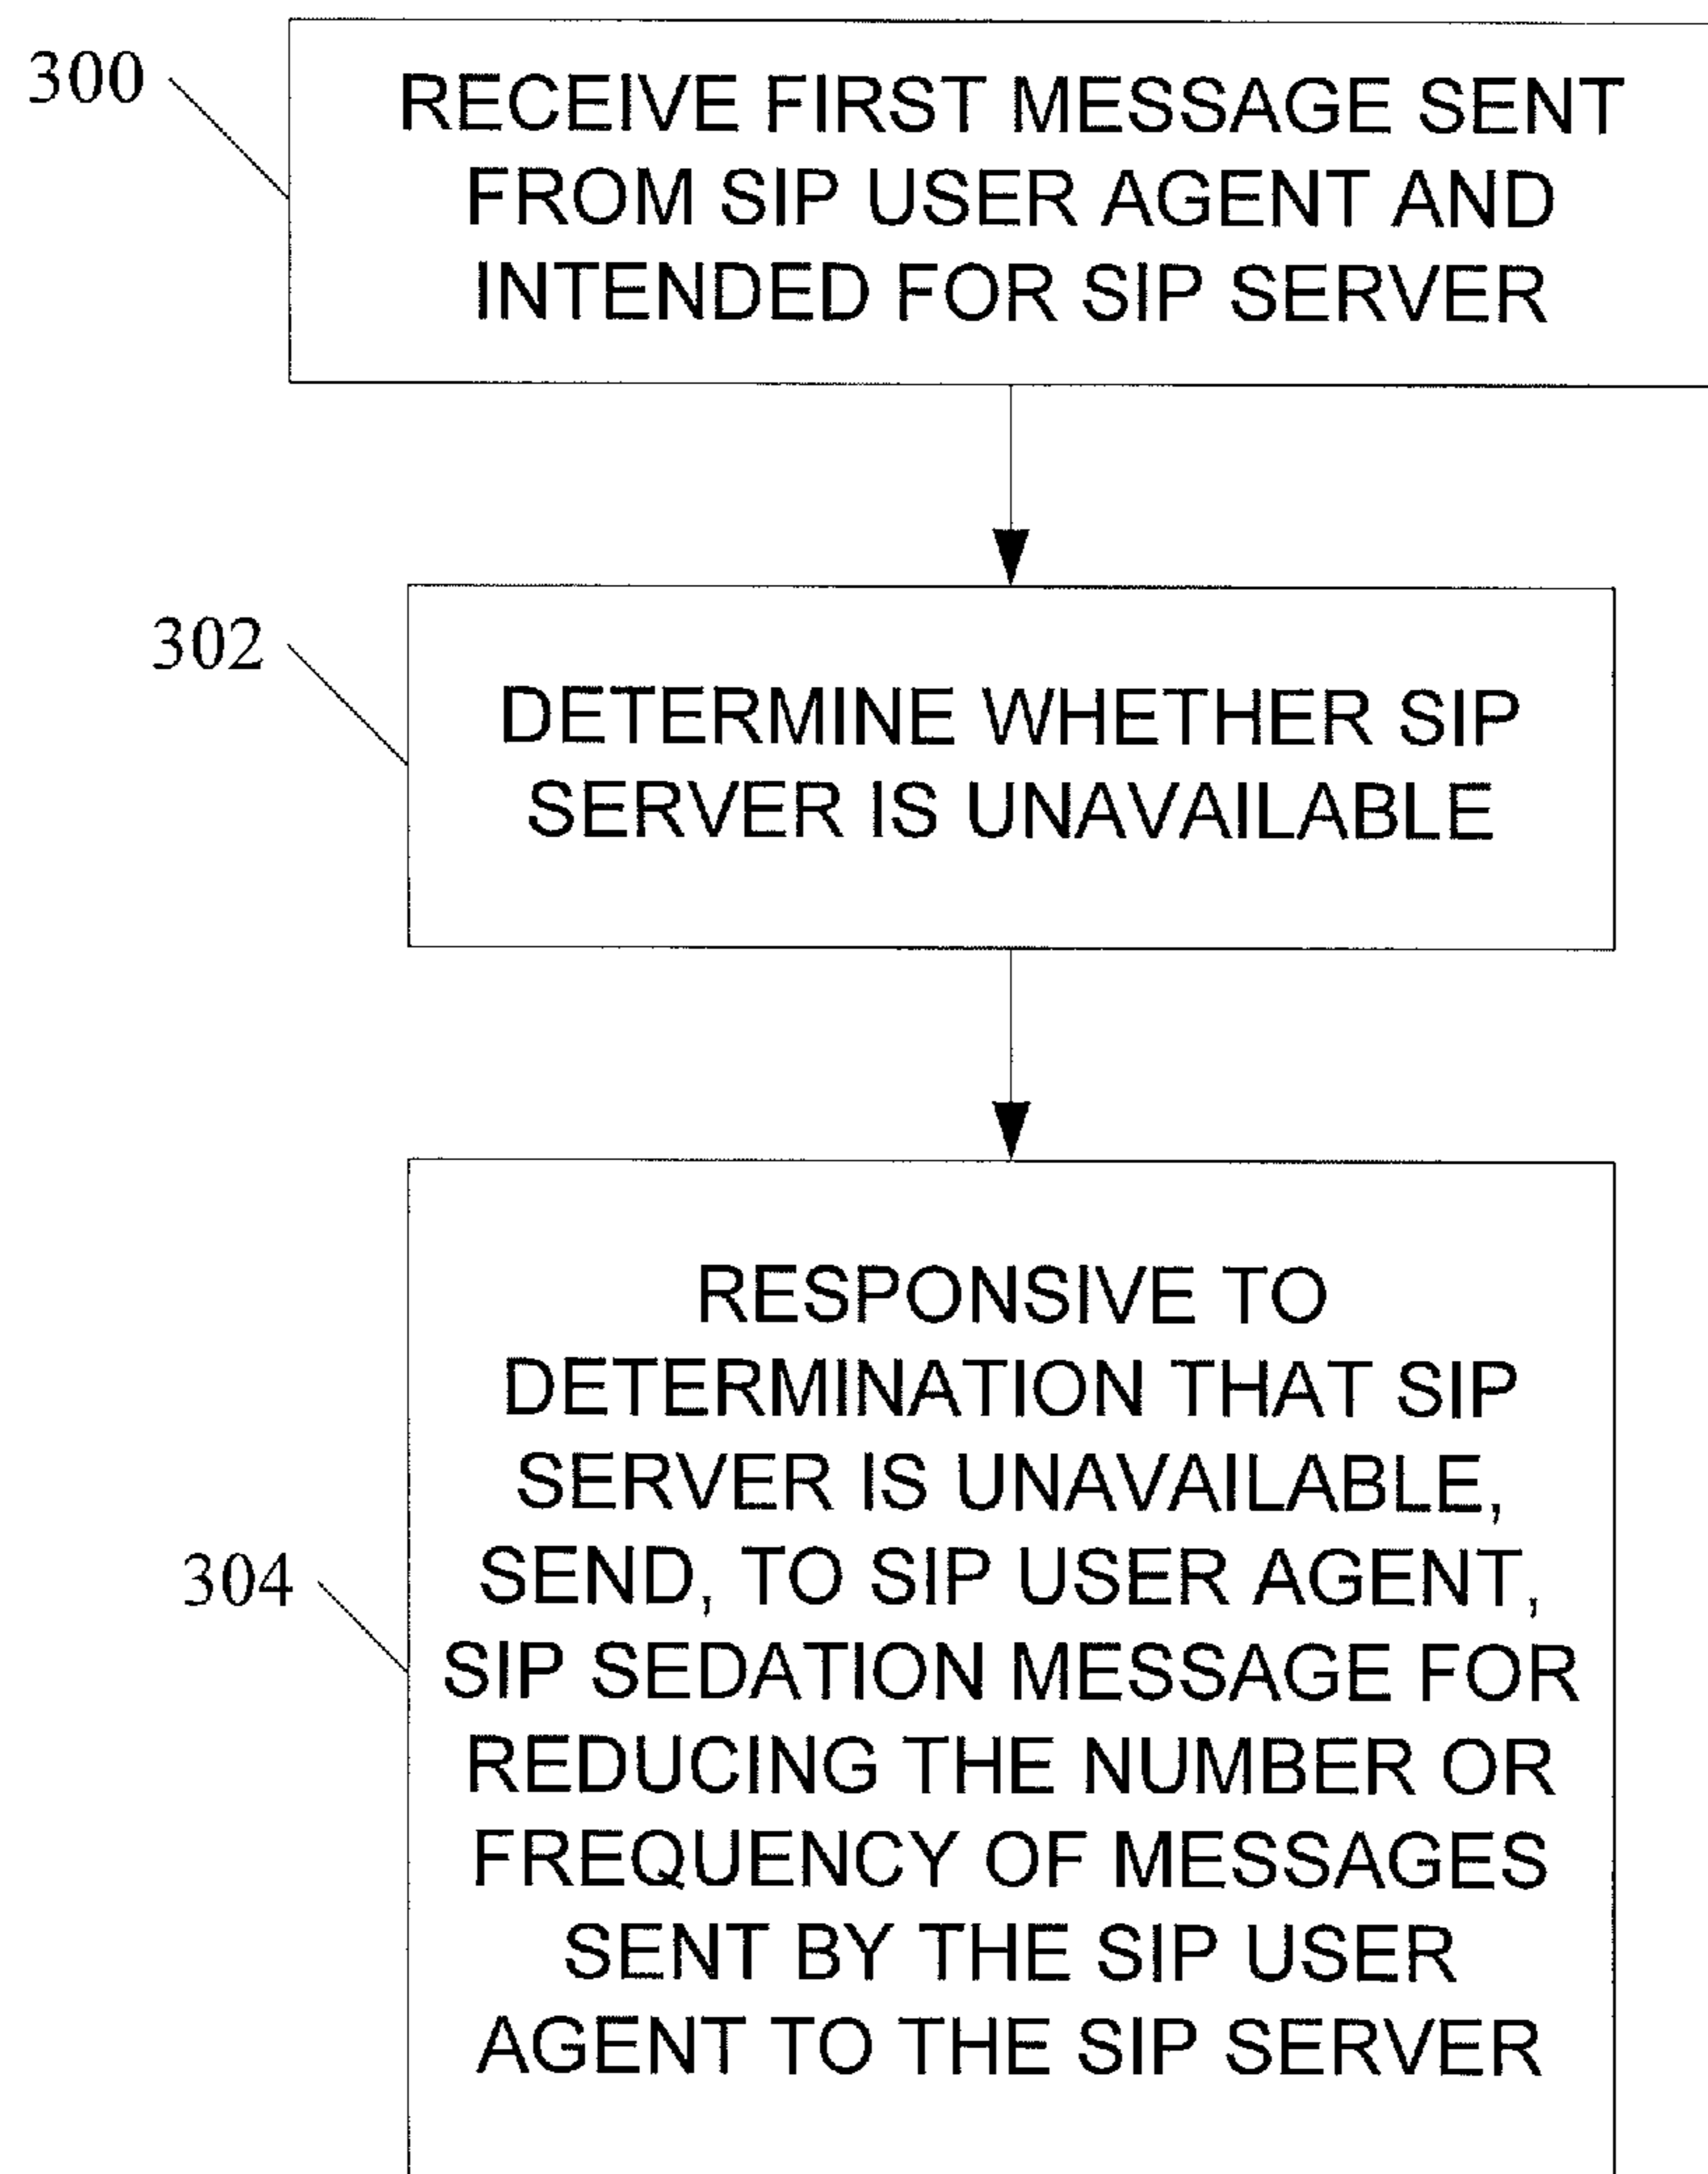 300
RECEIVE FIRST MESSAGE SENT
FROM SIP USER AGENT AND
INTENDED FOR SIP SERVER
302
DETERMINE WHETHER SIP
SERVER IS UNAVAILABLE
304
RESPONSIVE TO
DETERMINATION THAT SIP
SERVER IS UNAVAILABLE,
SEND, TO SIP USER AGENT,
SIP SEDATION MESSAGE FOR
REDUCING THE NUMBER OR
FREQUENCY OF MESSAGES
SENT BY THE SIP USER
AGENT TO THE SIP SERVER